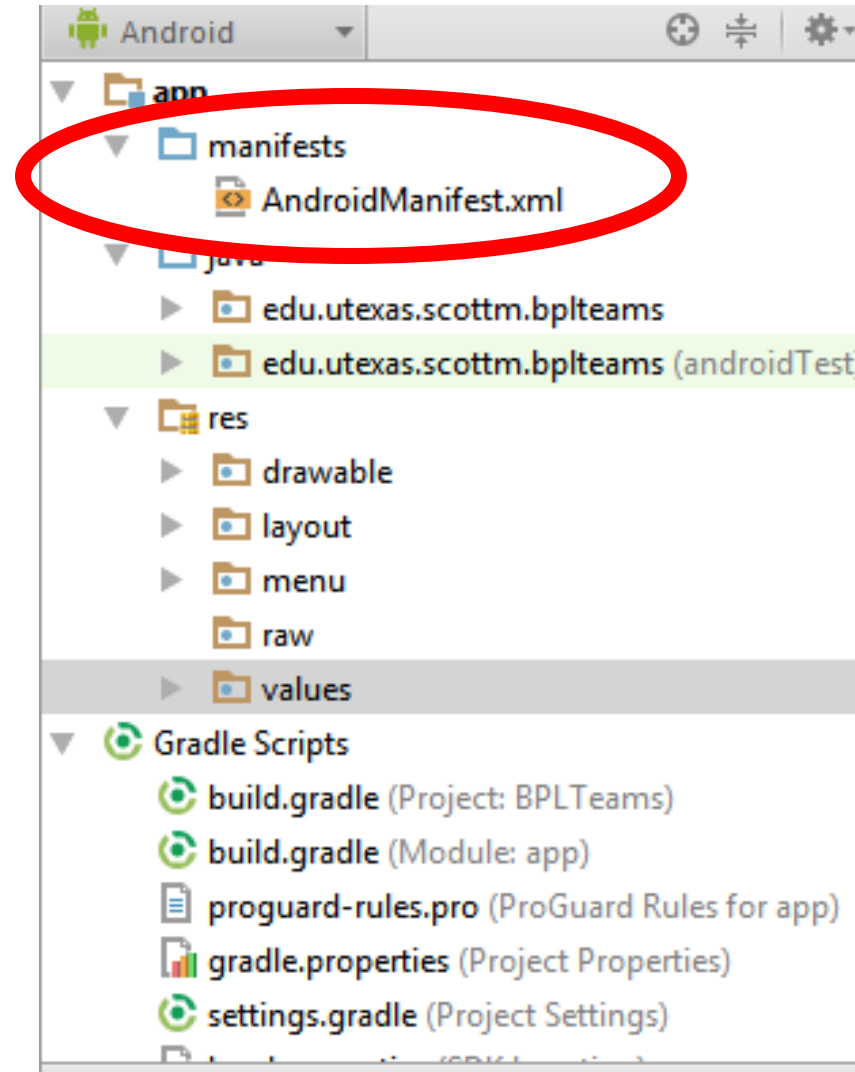 Android
app
manifests
AndroidManifest.xml
java
edu.utexas.scottm.bplteams
edu.utexas.scottm.bplteams (androidTest)
res
drawable
layout
menu
raw
values
Gradle Scripts
build.gradle (Project: BPLTeams)
build.gradle (Module: app)
proguard-rules.pro (ProGuard Rules for app)
gradle.properties (Project Properties)
settings.gradle (Project Settings)